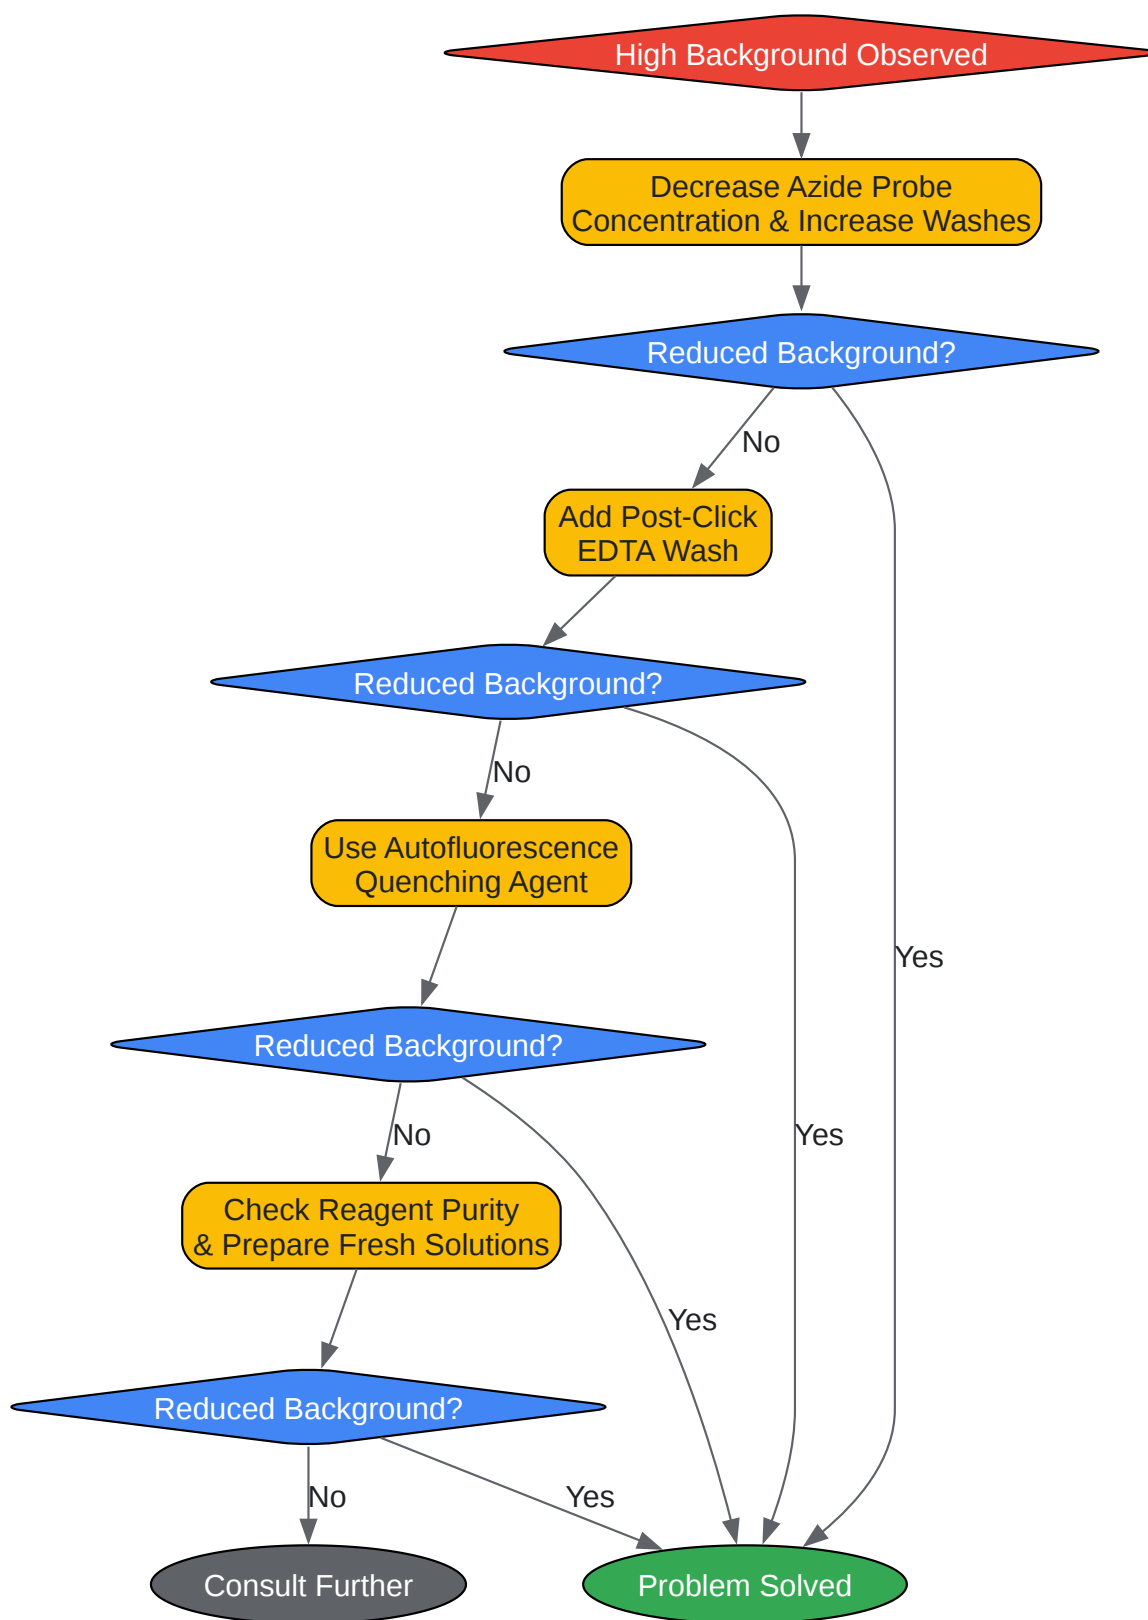 High Background Observed
Decrease Azide Probe
Concentration & Increase Washes
Reduced Background?
No
Add Post-Click
EDTA Wash
Reduced Background?
No
Use Autofluorescence
Quenching Agent
Yes
Reduced Background?
No
Yes
Check Reagent Purity
& Prepare Fresh Solutions
Yes
Reduced Background?
No
Yes
Consult Further
Problem Solved